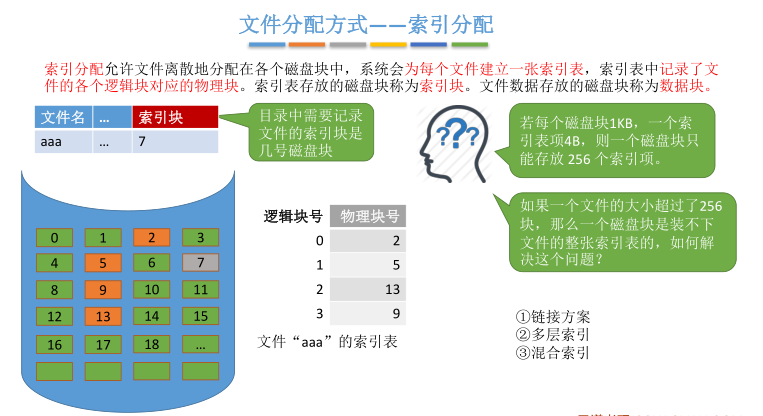 文件分配方式——索引分配
索引分配允许文件离散地分配在各个磁盘块中，系统会为每个文件建立一张索引表，索引表中记录了文
件的各个逻辑块对应的物理块。索引表存放的磁盘块称为索引块。文件数据存放的磁盘块称为数据块。
文件名 … 索引块
aaa … 7
目录中需要记录
文件的索引块是
几号磁盘块
???
若每个磁盘块1KB，一个索
引表项4B，则一个磁盘块只
能存放 256 个索引项。
如果一个文件的大小超过了256
块，那么一个磁盘块是装不下
文件的整张索引表的，如何解
决这个问题？
0 1 2 3
4 5 6 7
8 9 10 11
12 13 14 15
16 17 18 …
逻辑块号 物理块号
0 2
1 5
2 13
3 9
文件“aaa”的索引表
①链接方案
②多层索引
③混合索引